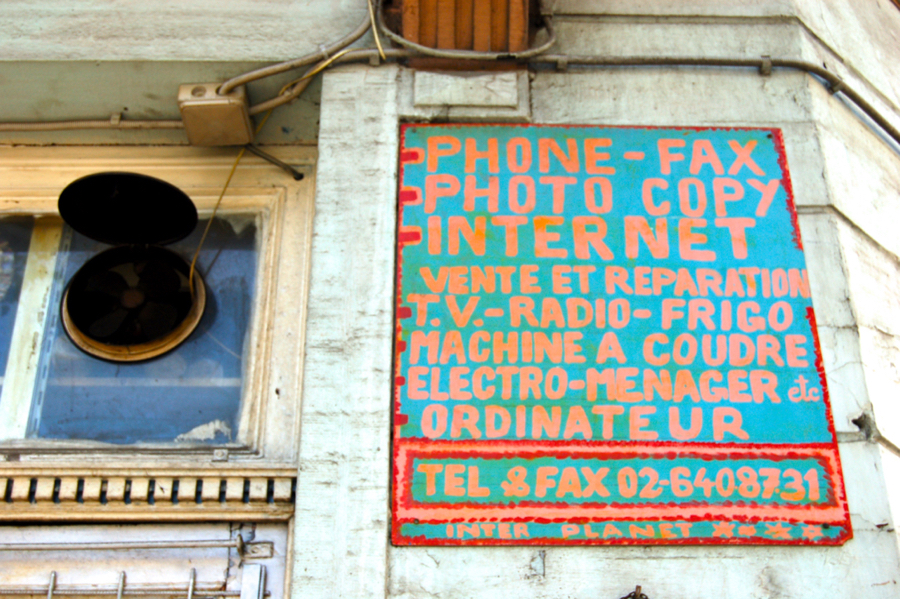 -PHONE-FAX
-PHOTO COPY
-INTERNET
VENTE ET REPARATION
T.V.-RADIO-FRIGO
MACHINE A COUDRE
ELECTRO-MENAGER etc
ORDINATEUR
TEL & FAX 02-6408731
INTER PLANET ****